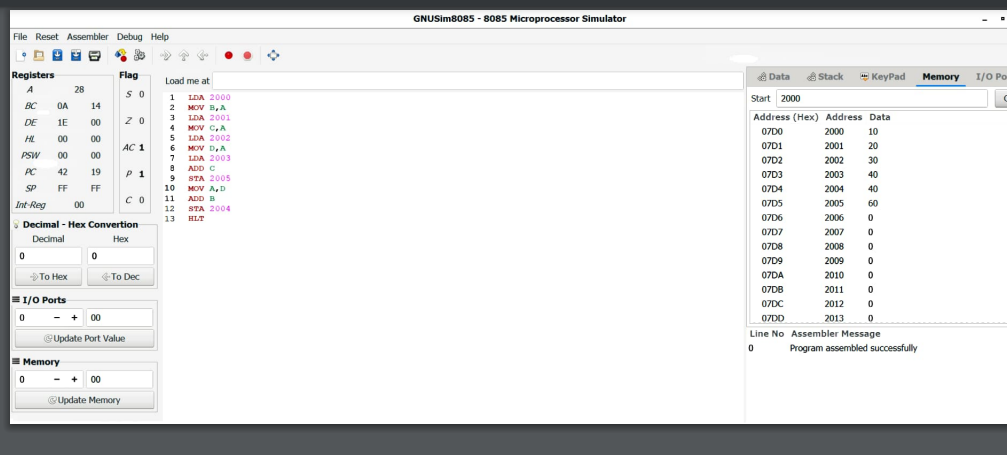 GNUSim8085 - 8085 Microprocessor Simulator
File Reset Assembler Debug Help
Registers
A 28
BC 0A 14
DE 1E 00
HL 00 00
PSW 00 00
PC 42 19
SP FF FF
Int-Reg 00
Flag
S 0
Z 0
AC 1
P 1
C 0
Decimal - Hex Convertion
Decimal Hex
0 0
To Hex To Dec
I/O Ports
0 - + 00
Update Port Value
Memory
0 - + 00
Update Memory
Load me at
1 LDA 2000
2 MOV B,A
3 LDA 2001
4 MOV C,A
5 LDA 2002
6 MOV D,A
7 LDA 2003
8 ADD C
9 STA 2005
10 MOV A,D
11 ADD B
12 STA 2004
13 HLT
Data Stack KeyPad Memory I/O Po
Start 2000
Address (Hex) Address Data
07D0 2000 10
07D1 2001 20
07D2 2002 30
07D3 2003 40
07D4 2004 40
07D5 2005 60
07D6 2006 0
07D7 2007 0
07D8 2008 0
07D9 2009 0
07DA 2010 0
07DB 2011 0
07DC 2012 0
07DD 2013 0
Line No Assembler Message
0 Program assembled successfully